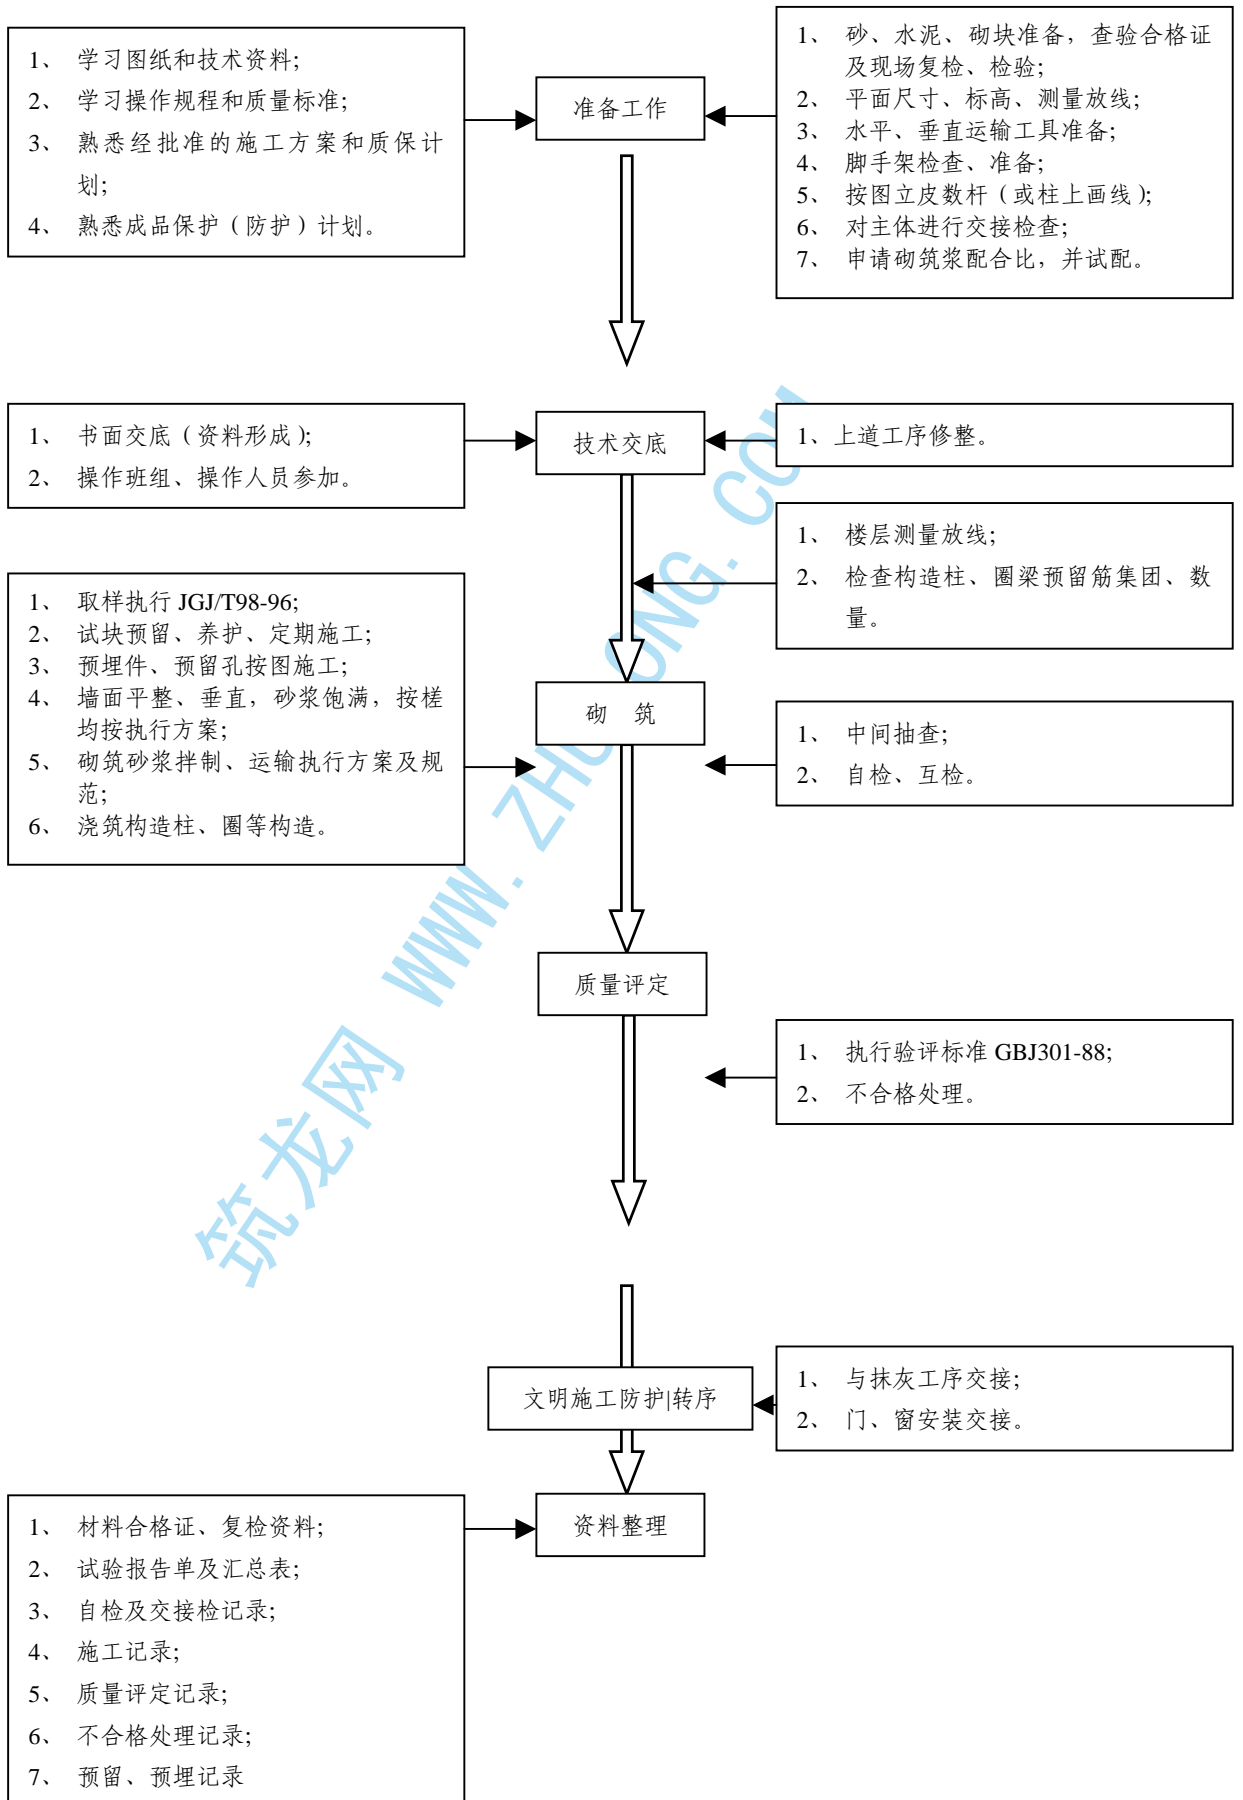 1、 学习图纸和技术资料;
2、 学习操作规程和质量标准;
3、 熟悉经批准的施工方案和质保计
划;
4、 熟悉成品保护（防护）计划。
准备工作
1、 砂、水泥、砌块准备，查验合格证
及现场复检、检验;
2、 平面尺寸、标高、测量放线;
3、 水平、垂直运输工具准备;
4、 脚手架检查、准备;
5、 按图立皮数杆（或柱上画线）;
6、 对主体进行交接检查;
7、 申请砌筑浆配合比，并试配。
1、 书面交底（资料形成）;
2、 操作班组、操作人员参加。
技术交底
1、上道工序修整。
1、 楼层测量放线;
2、 检查构造柱、圈梁预留筋集团、数
量。
1、 取样执行 JGJ/T98-96;
2、 试块预留、养护、定期施工;
3、 预埋件、预留孔按图施工;
4、 墙面平整、垂直，砂浆饱满，按槎
均按执行方案;
5、 砌筑砂浆拌制、运输执行方案及规
范;
6、 浇筑构造柱、圈等构造。
砌 筑
1、 中间抽查;
2、 自检、互检。
质量评定
1、 执行验评标准 GBJ301-88;
2、 不合格处理。
文明施工防护|转序
1、 与抹灰工序交接;
2、 门、窗安装交接。
资料整理
1、 材料合格证、复检资料;
2、 试验报告单及汇总表;
3、 自检及交接检记录;
4、 施工记录;
5、 质量评定记录;
6、 不合格处理记录;
7、 预留、预埋记录
筑龙网 WWW.ZHULONG.COM